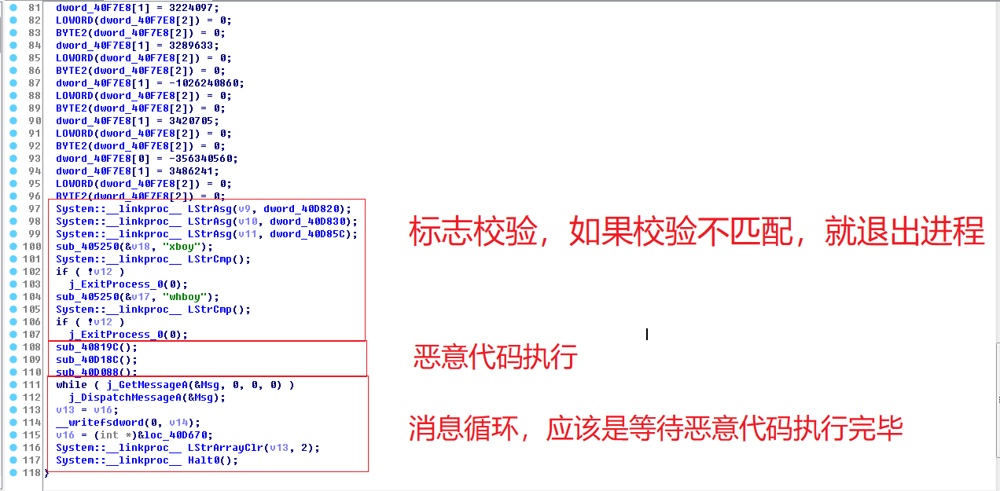 81 dword_40F7E8[1] = 3224097;
82 LOWORD(dword_40F7E8[2]) = 0;
83 BYTE2(dword_40F7E8[2]) = 0;
84 dword_40F7E8[1] = 3289633;
85 LOWORD(dword_40F7E8[2]) = 0;
86 BYTE2(dword_40F7E8[2]) = 0;
87 dword_40F7E8[1] = -1026240860;
88 LOWORD(dword_40F7E8[2]) = 0;
89 BYTE2(dword_40F7E8[2]) = 0;
90 dword_40F7E8[1] = 3420705;
91 LOWORD(dword_40F7E8[2]) = 0;
92 BYTE2(dword_40F7E8[2]) = 0;
93 dword_40F7E8[0] = -356340560;
94 dword_40F7E8[1] = 3486241;
95 LOWORD(dword_40F7E8[2]) = 0;
96 BYTE2(dword_40F7E8[2]) = 0;
97 System::__linkproc__ LStrAsg(v9, dword_40D820);
98 System::__linkproc__ LStrAsg(v10, dword_40D830);
99 System::__linkproc__ LStrAsg(v11, dword_40D85C);
100 sub_405250(&v18, "xboy");
101 System::__linkproc__ LStrCmp();
102 if ( !v12 )
103 j_ExitProcess_0(0);
104 sub_405250(&v17, "whboy");
105 System::__linkproc__ LStrCmp();
106 if ( !v12 )
107 j_ExitProcess_0(0);
标志校验，如果校验不匹配，就退出进程
108 sub_40819C();
109 sub_40D18C();
110 sub_40D088();
恶意代码执行
111 while ( j_GetMessageA(&Msg, 0, 0, 0) )
112 j_DispatchMessageA(&Msg);
113 v13 = v16;
114 __writefsdword(0, v14);
115 v16 = (int *)&loc_40D670;
116 System::__linkproc__ LStrArrayClr(v13, 2);
117 System::__linkproc__ Halt0();
118 }
消息循环，应该是等待恶意代码执行完毕